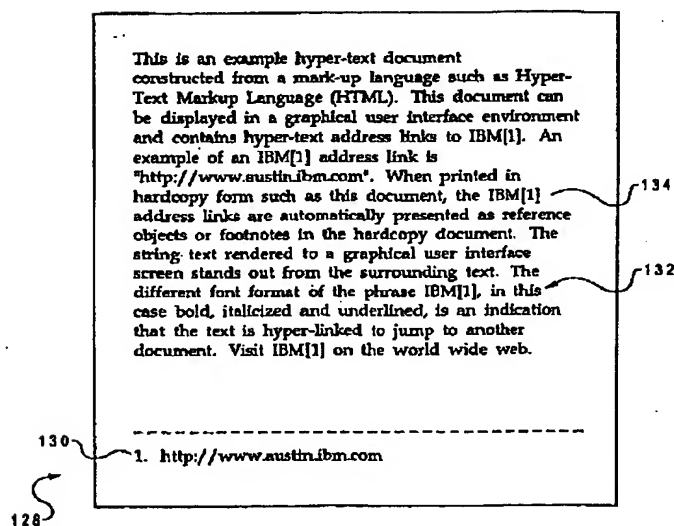 This is an example hyper-text document
constructed from a mark-up language such as Hyper-
Text Markup Language (HTML). This document can
be displayed in a graphical user interface environment
and contains hyper-text address links to IBM[1]. An
example of an IBM[1] address link is
"http://www.austin.ibm.com". When printed in
hardcopy form such as this document, the IBM[1]
134
address links are automatically presented as reference
objects or footnotes in the hardcopy document. The
string text rendered to a graphical user interface
screen stands out from the surrounding text. The
132
different font format of the phrase IBM[1], in this
case bold, italicized and underlined, is an indication
that the text is hyper-linked to jump to another
document. Visit IBM[1] on the world wide web.
130
1. http://www.austin.ibm.com
128